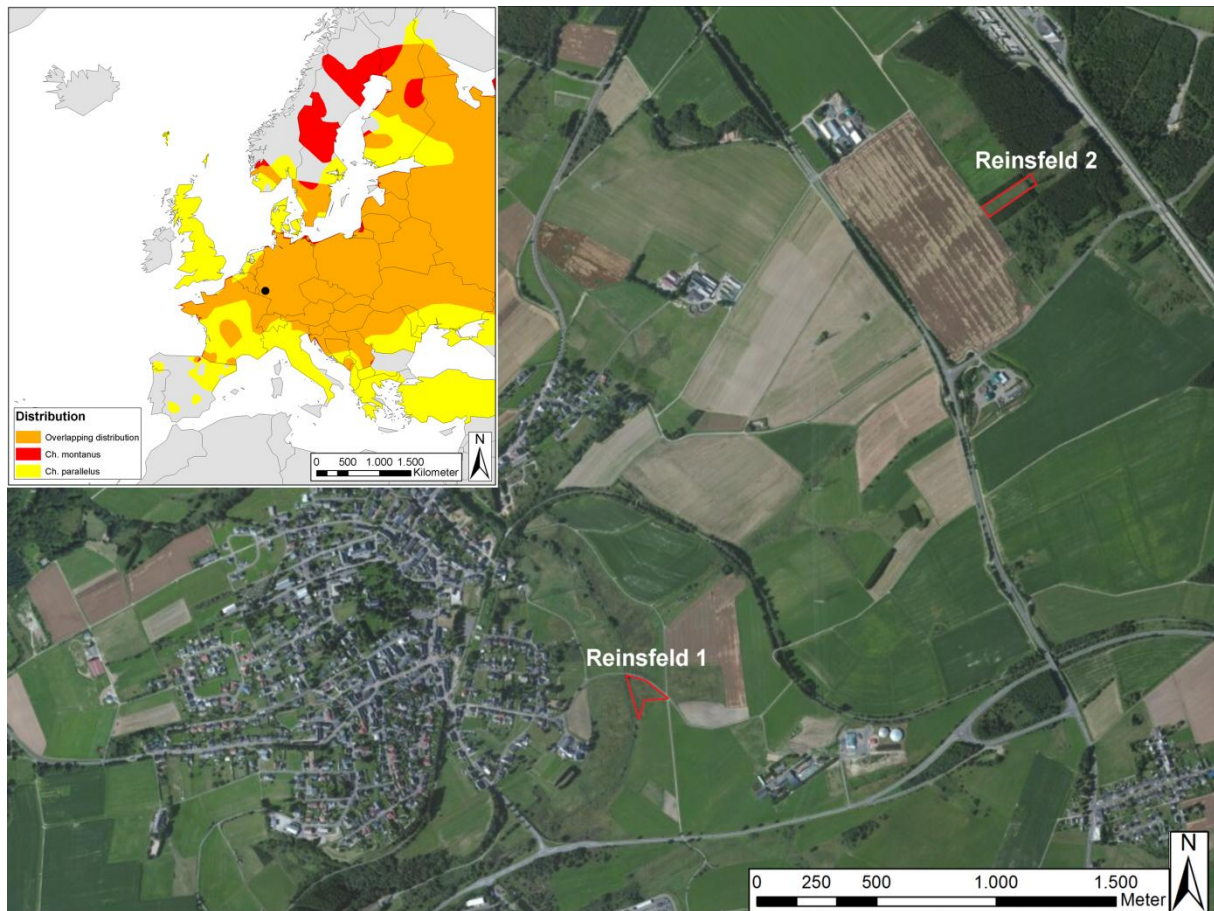 Distribution
Overlapping distribution
Ch. montanus
Ch. parallelus
N
0 500 1.000 1.500
Kilometer
Reinsfeld 2
Reinsfeld 1
N
0 250 500 1.000 1.500
Meter